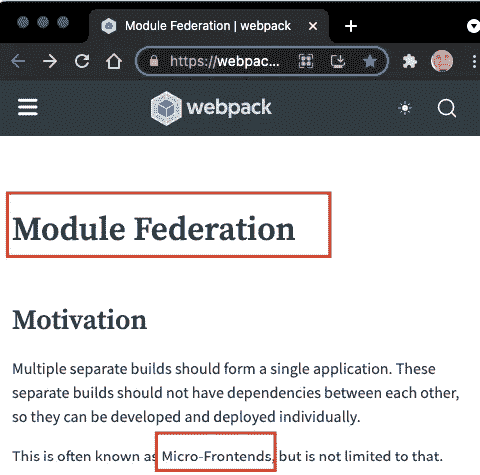 Module Federation | webpack
https://webpac...
webpack
Module Federation
Motivation
Multiple separate builds should form a single application. These
separate builds should not have dependencies between each other,
so they can be developed and deployed individually.
This is often known as Micro-Frontends, but is not limited to that.